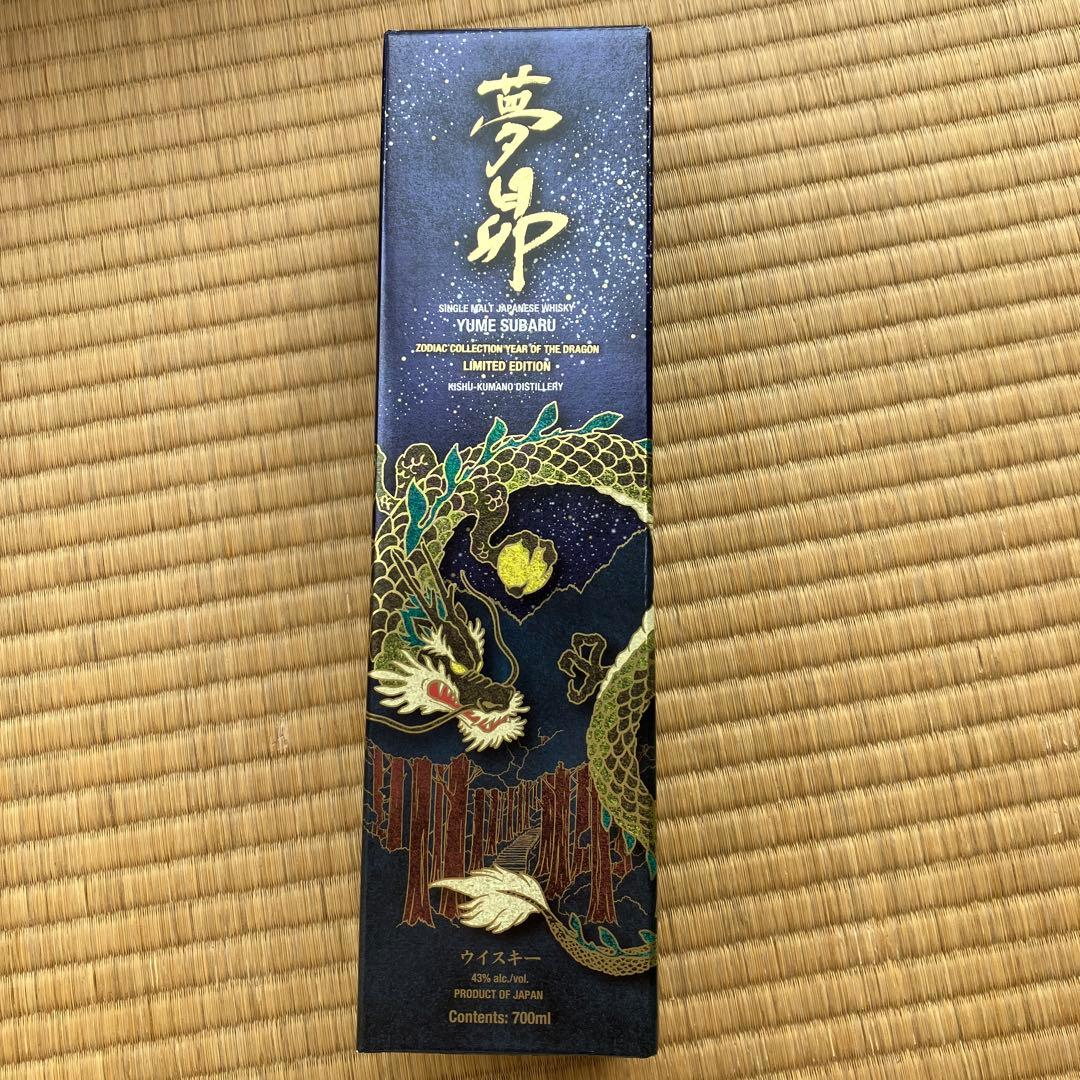 夢昴
SINGLE MALT JAPANESE WHISKY
YUME SUBARU
ZODIAC COLLECTION YEAR OF THE DRAGON
LIMITED EDITION
KISHU-KUMANO DISTILLERY
ウイスキー
43% alc./vol.
PRODUCT OF JAPAN
Contents: 700ml